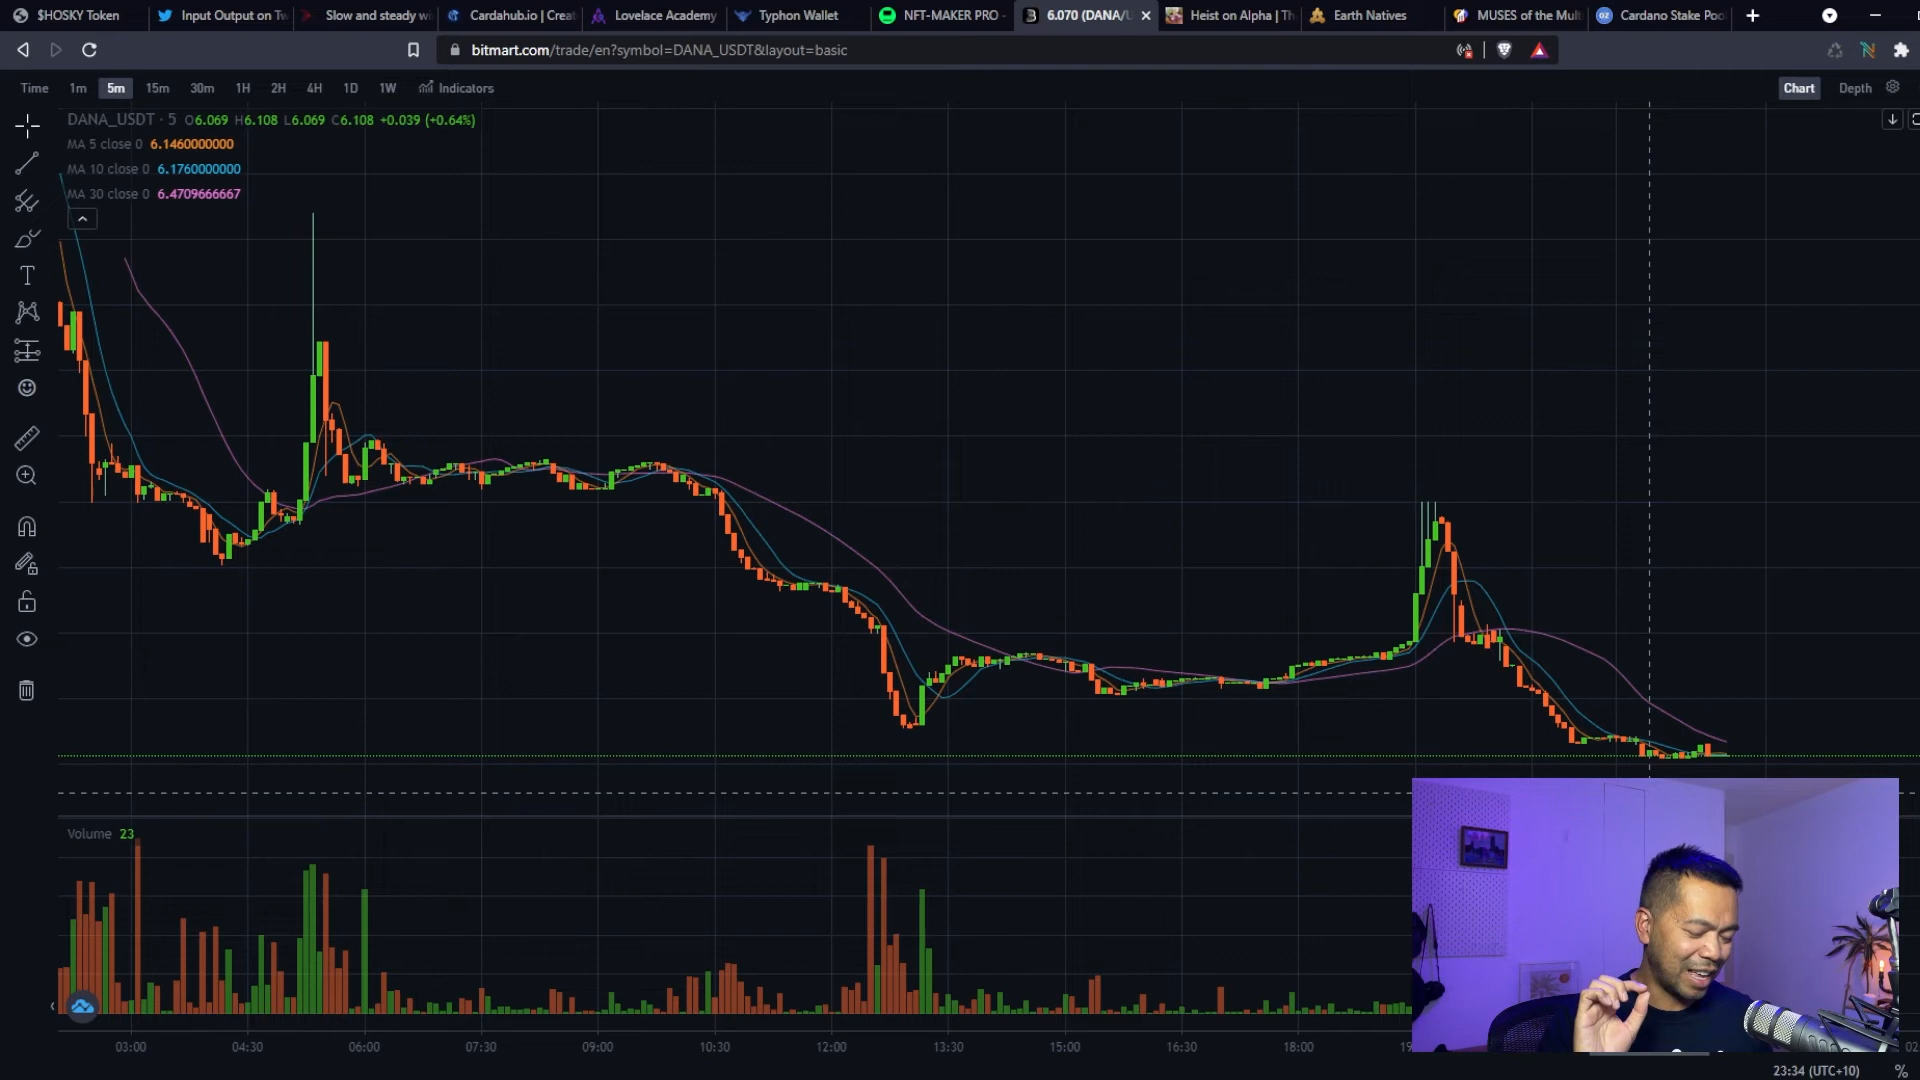 $HOSKY Token
Input Output on Tw
Slow and steady wi
Cardahub.io | Creat
Lovelace Academy
Typhon Wallet
NFT-MAKER PRO -
6.070 (DANA/U
Heist on Alpha | Th
Earth Natives
MUSES of the Mult
Cardano Stake Poo
bitmart.com/trade/en?symbol=DANA_USDT&layout=basic
Time 1m 5m 15m 30m 1H 2H 4H 1D 1W Indicators
Chart Depth
DANA_USDT · 5 O6.069 H6.108 L6.069 C6.108 +0.039 (+0.64%)
MA 5 close 0 6.1460000000
MA 10 close 0 6.1760000000
MA 30 close 0 6.4709666667
Volume 23
03:00 04:30 06:00 07:30 09:00 10:30 12:00 13:30 15:00 16:30 18:00 19 02
23:34 (UTC+10) %